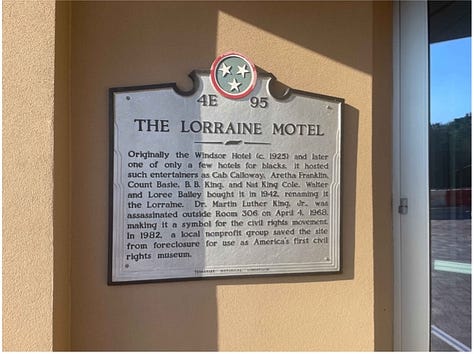 4E 95
THE LORRAINE MOTEL
Originally the Windsor Hotel (c. 1925) and later
one of only a few hotels for blacks, it hosted
such entertainers as Cab Calloway, Aretha Franklin,
Count Basie, B. B. King, and Nat King Cole. Walter
and Loree Bailey bought it in 1942, renaming it
the Lorraine. Dr. Martin Luther King, Jr., was
assassinated outside Room 306 on April 4, 1968,
making it a symbol for the civil rights movement.
In 1982, a local nonprofit group saved the site
from foreclosure for use as America's first civil
rights museum.
TENNESSEE HISTORICAL COMMISSION